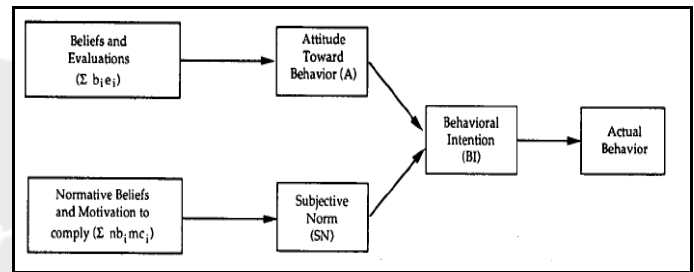 Beliefs and
Evaluations
(Σ bᵢeᵢ)
Attitude
Toward
Behavior (A)
Behavioral
Intention
(BI)
Actual
Behavior
Normative Beliefs
and Motivation to
comply (Σ nbᵢmcᵢ)
Subjective
Norm
(SN)